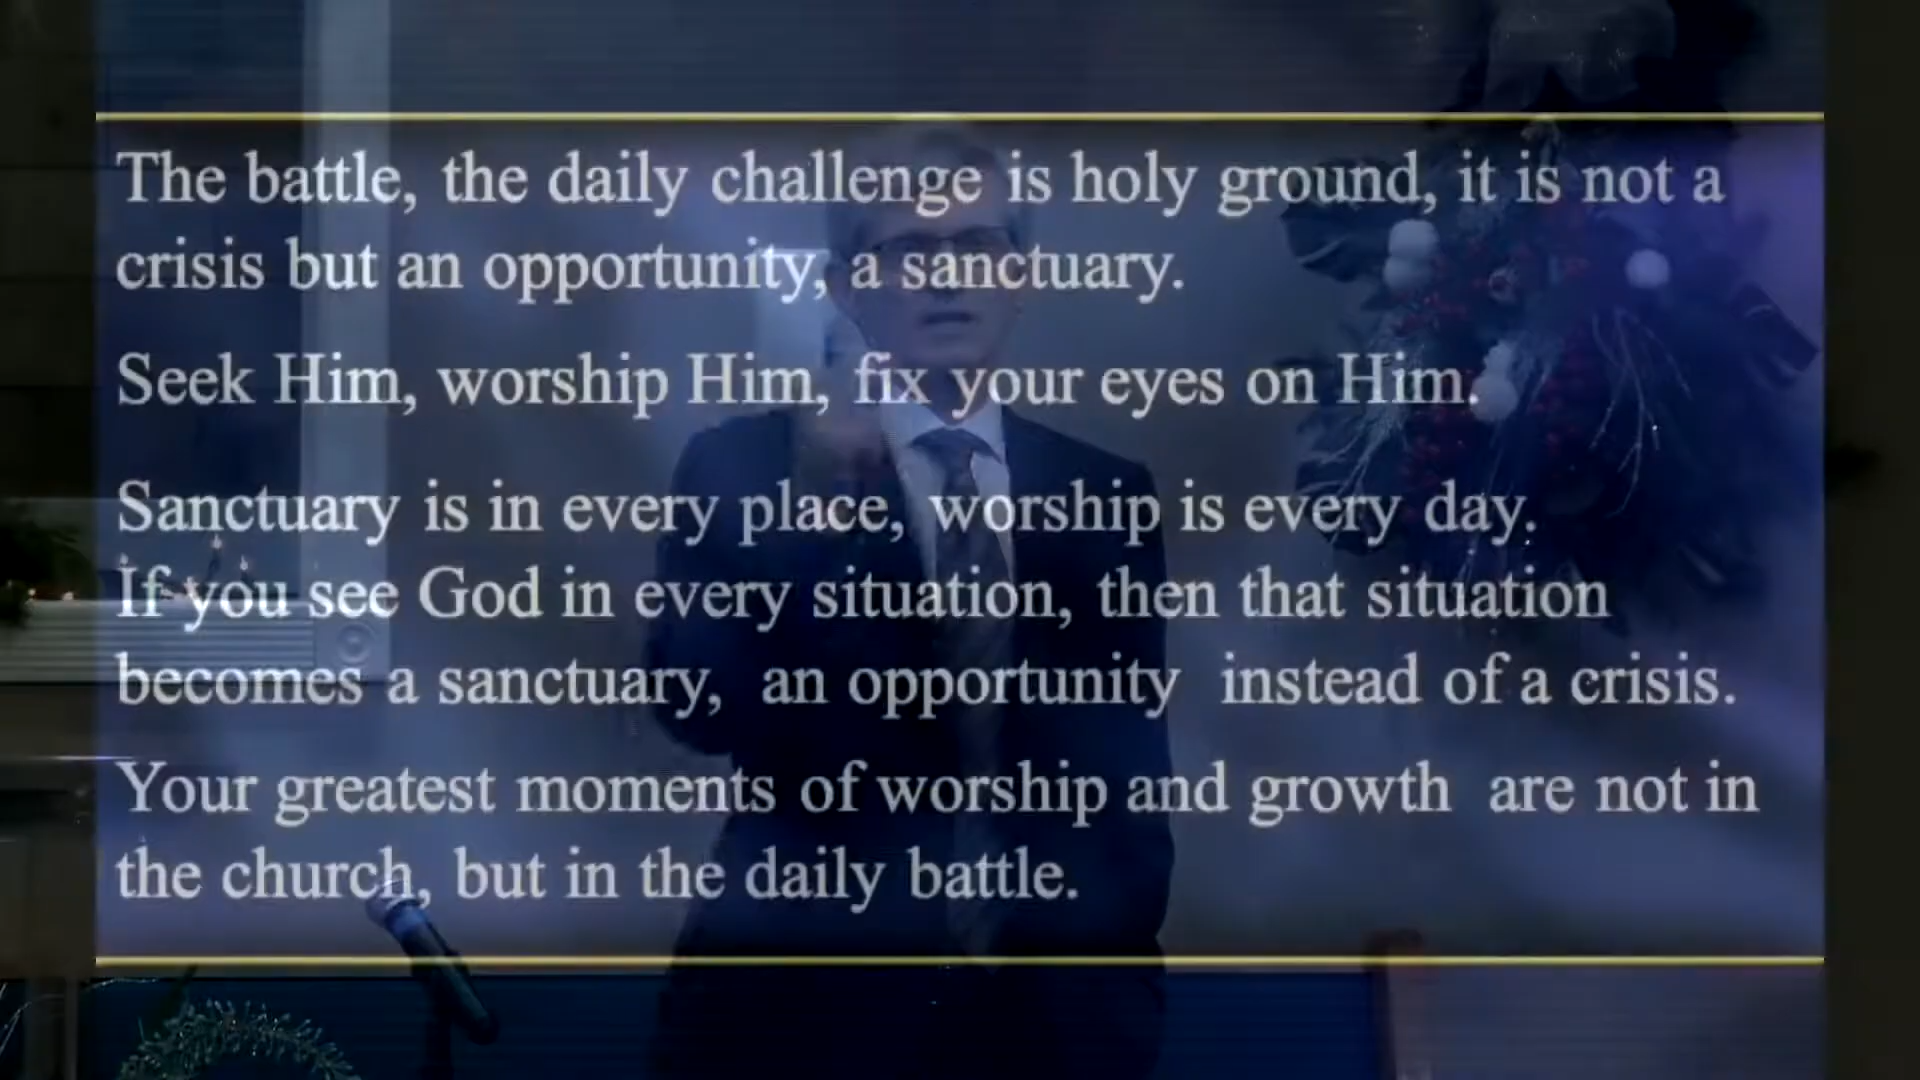 The battle, the daily challenge is holy ground, it is not a
crisis but an opportunity, a sanctuary.
Seek Him, worship Him, fix your eyes on Him.
Sanctuary is in every place, worship is every day.
If you see God in every situation, then that situation
becomes a sanctuary, an opportunity instead of a crisis.
Your greatest moments of worship and growth are not in
the church, but in the daily battle.